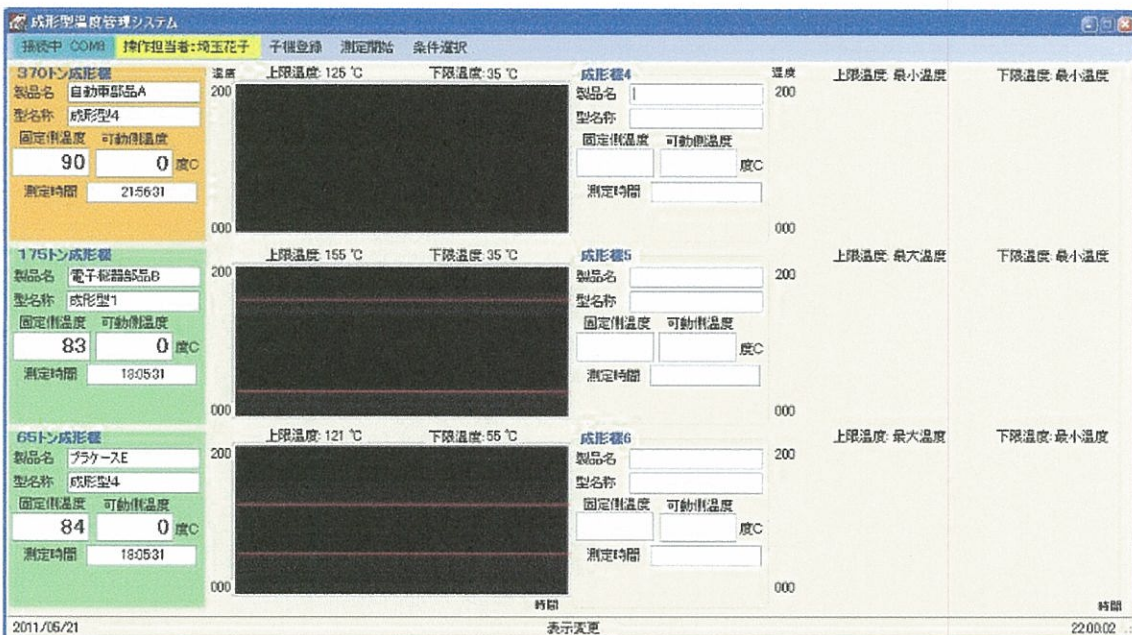 成形型温度管理システム
接続中 COM8 操作担当者:埼玉花子 子機登録 測定開始 条件選択
370トン成形機
製品名 自動車部品A
型名称 成形型4
固定側温度 可動側温度
90 0 度C
測定時間 21:56:31
温度 上限温度: 125 ℃ 下限温度: 35 ℃
200
000
成形機4
製品名
型名称
固定側温度 可動側温度
度C
測定時間
温度 上限温度: 最小温度 下限温度: 最小温度
200
000
175トン成形機
製品名 電子機器部品B
型名称 成形型1
固定側温度 可動側温度
83 0 度C
測定時間 18:05:31
上限温度: 155 ℃ 下限温度: 35 ℃
200
000
成形機5
製品名
型名称
固定側温度 可動側温度
度C
測定時間
上限温度: 最大温度 下限温度: 最小温度
200
000
65トン成形機
製品名 プラケースE
型名称 成形型4
固定側温度 可動側温度
84 0 度C
測定時間 18:05:31
上限温度: 121 ℃ 下限温度: 55 ℃
200
000
時間
成形機6
製品名
型名称
固定側温度 可動側温度
度C
測定時間
上限温度: 最大温度 下限温度: 最小温度
200
000
時間
2011/05/21 表示変更 22:00:02